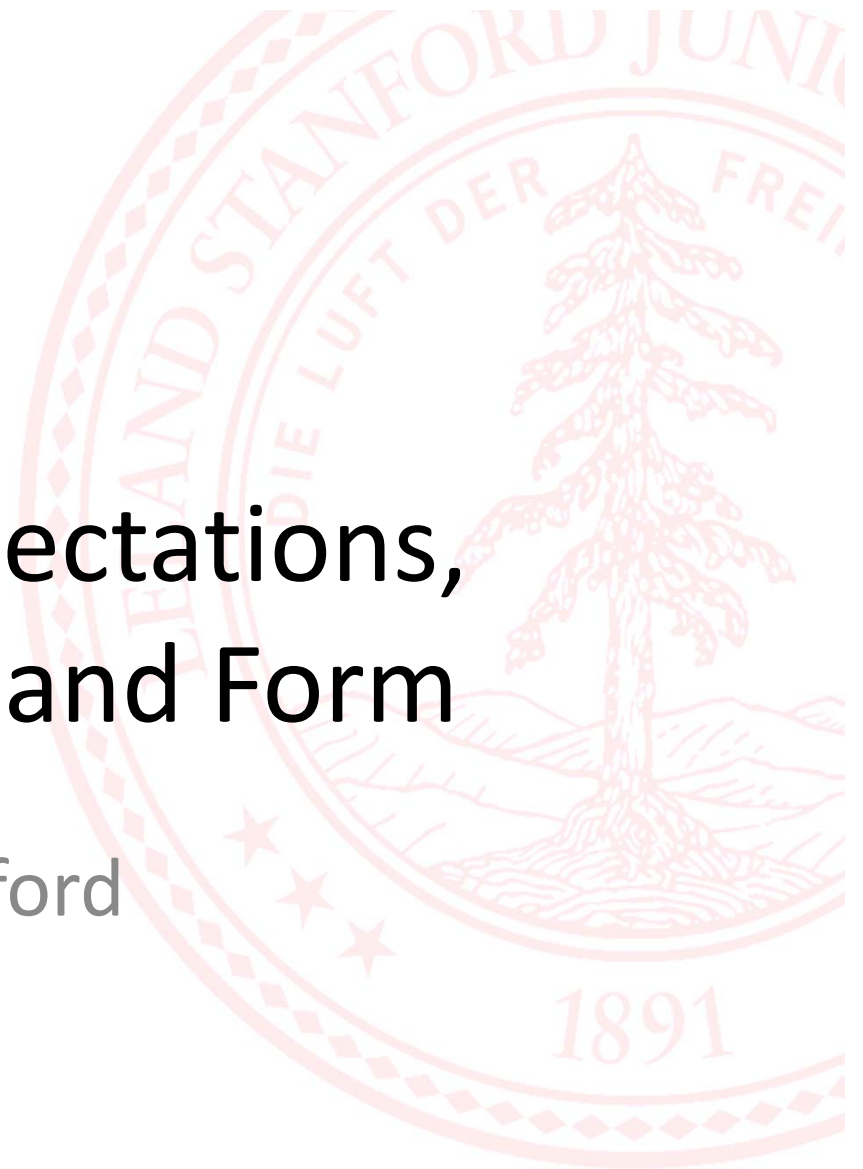 LELAND STANFORD JUNI
DIE LUFT DER FREI
ectations,
and Form
ford
1891